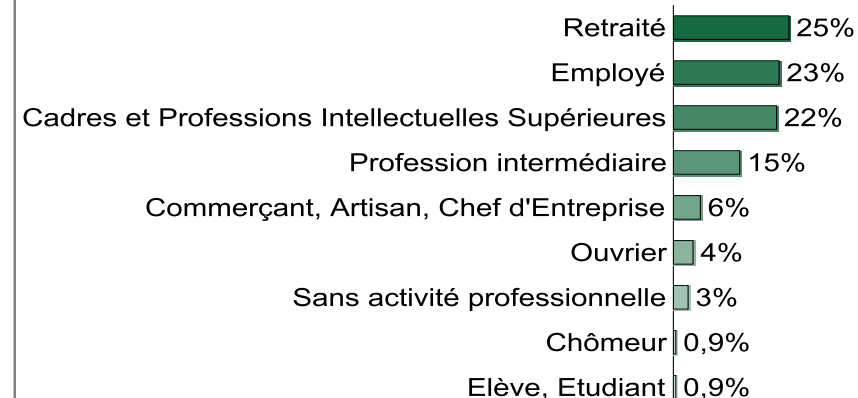 Retraité 25%
Employé 23%
Cadres et Professions Intellectuelles Supérieures 22%
Profession intermédiaire 15%
Commerçant, Artisan, Chef d'Entreprise 6%
Ouvrier 4%
Sans activité professionnelle 3%
Chômeur 0,9%
Elève, Etudiant 0,9%